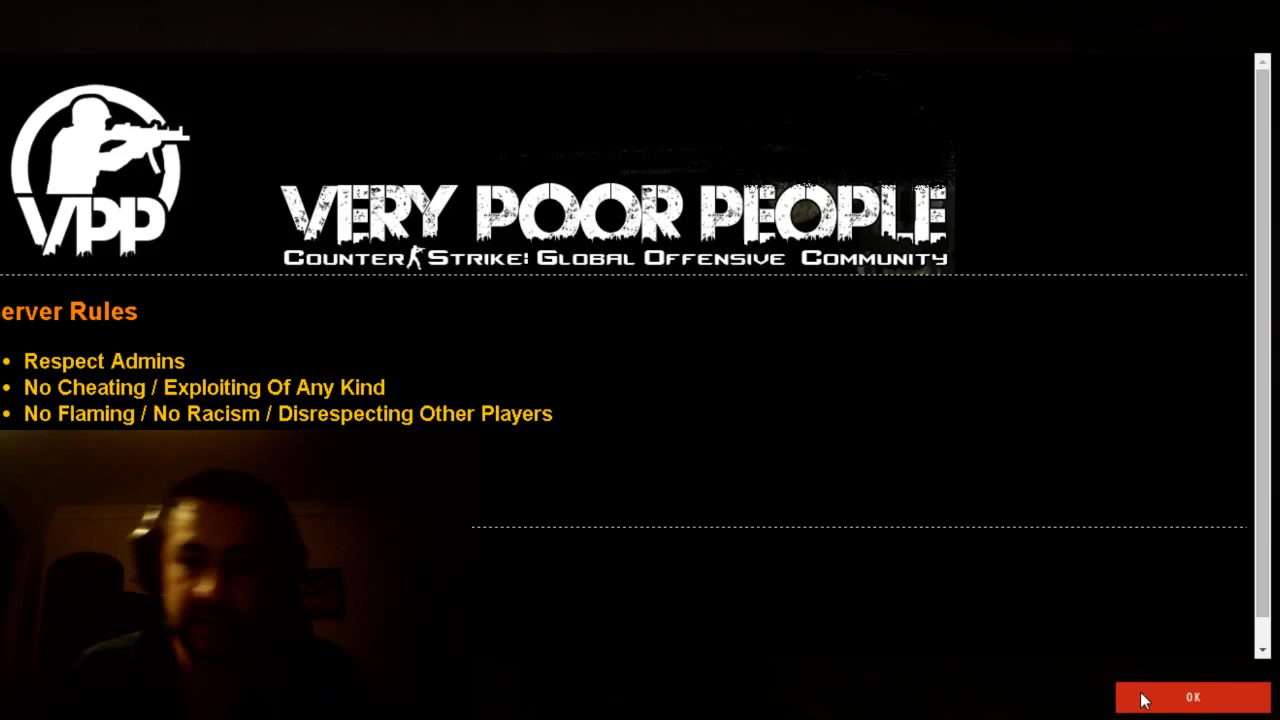 VPP
VERY POOR PEOPLE
COUNTER STRIKE: GLOBAL OFFENSIVE COMMUNITY
erver Rules
• Respect Admins
• No Cheating / Exploiting Of Any Kind
• No Flaming / No Racism / Disrespecting Other Players
OK